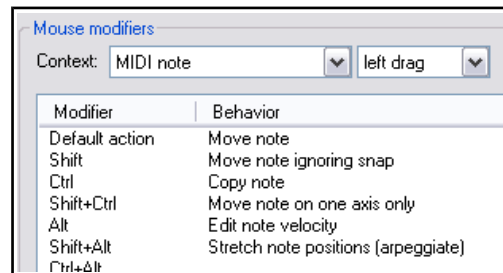 Mouse modifiers
Context: MIDI note left drag
Modifier Behavior
Default action Move note
Shift Move note ignoring snap
Ctrl Copy note
Shift+Ctrl Move note on one axis only
Alt Edit note velocity
Shift+Alt Stretch note positions (arpeggiate)
Ctrl+Alt